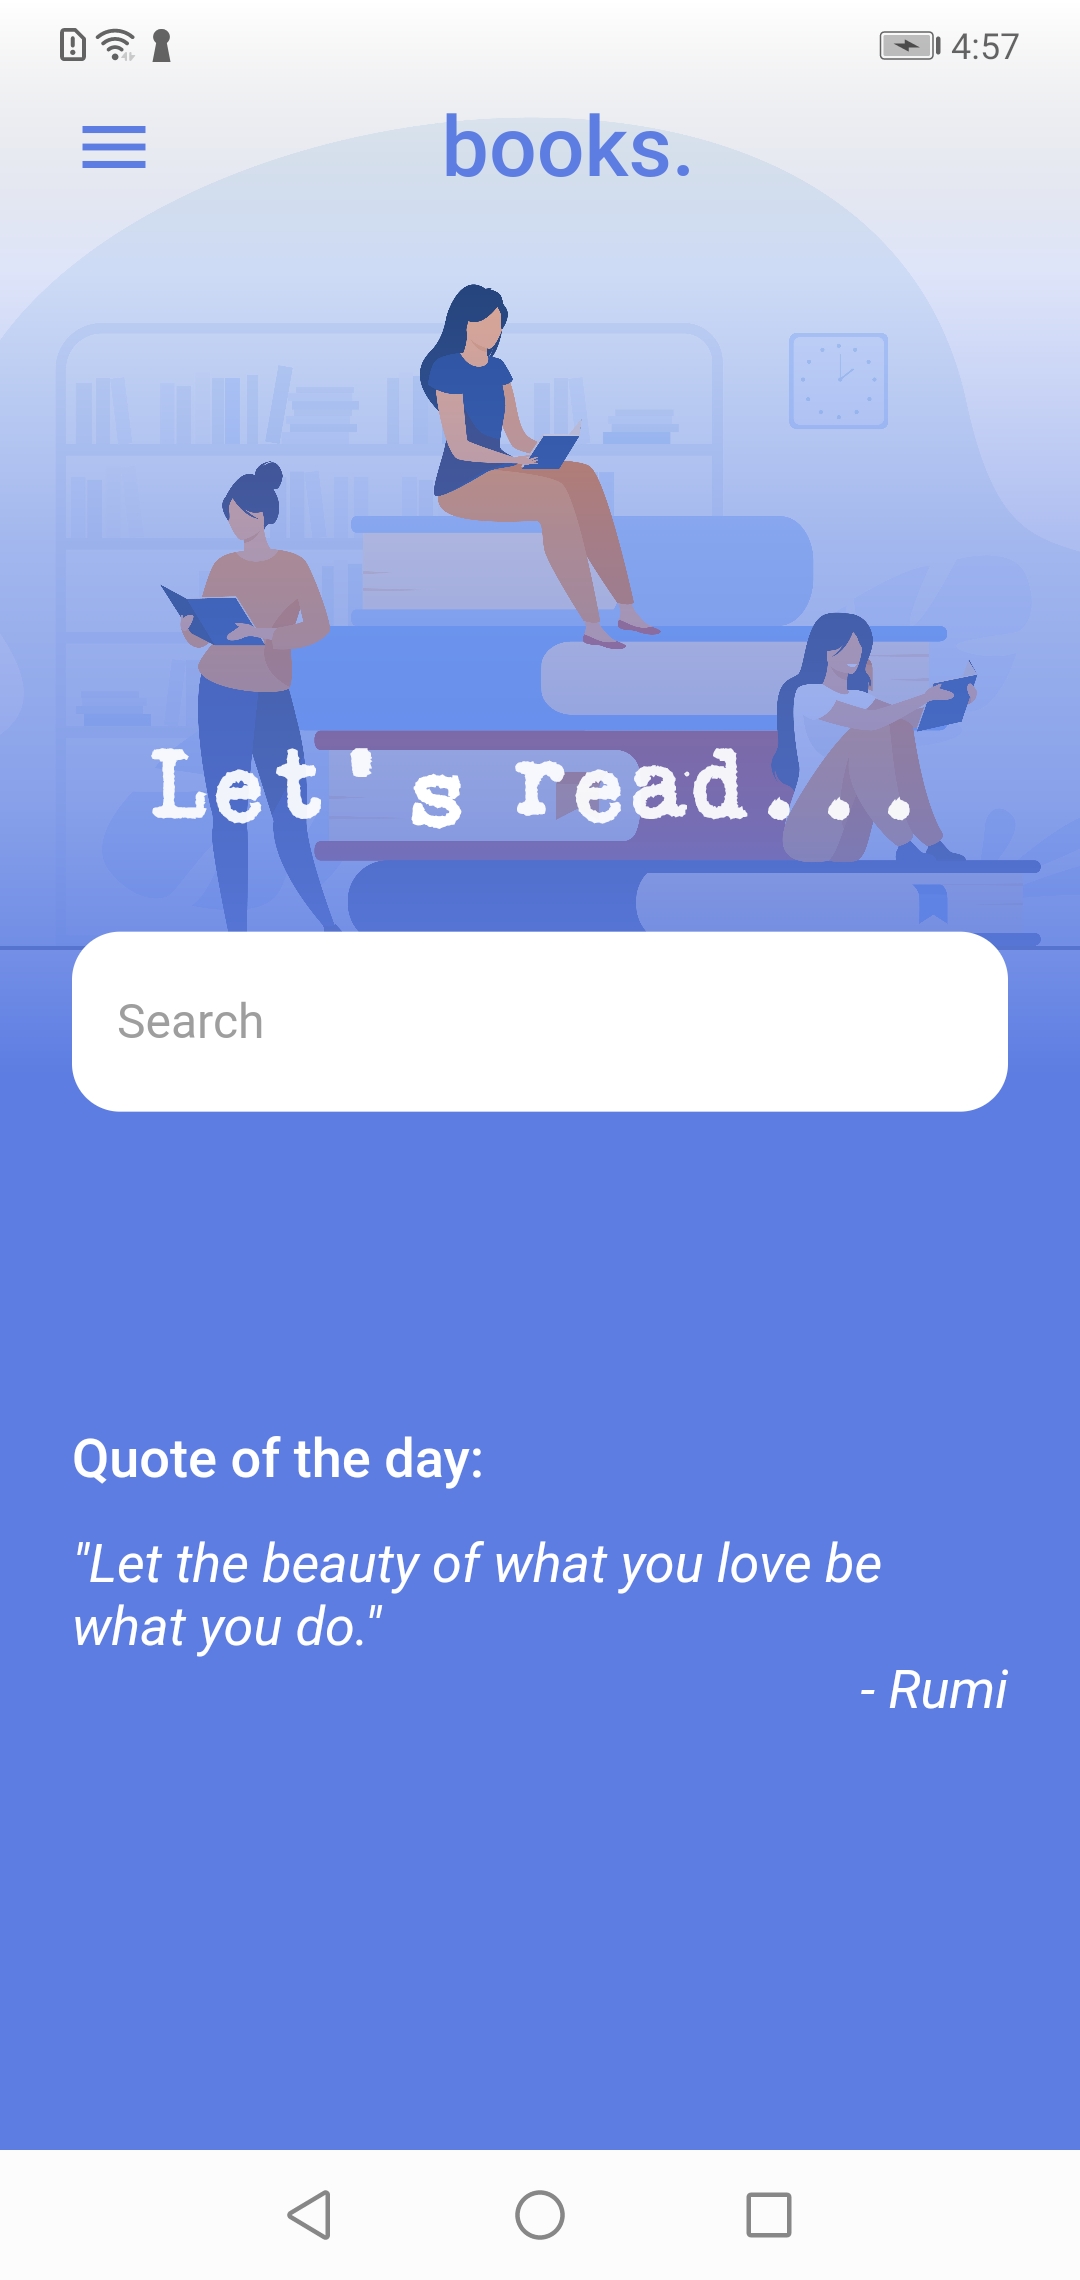 4:57
books.
Let's read...
Search
Quote of the day:
"Let the beauty of what you love be
what you do."
- Rumi